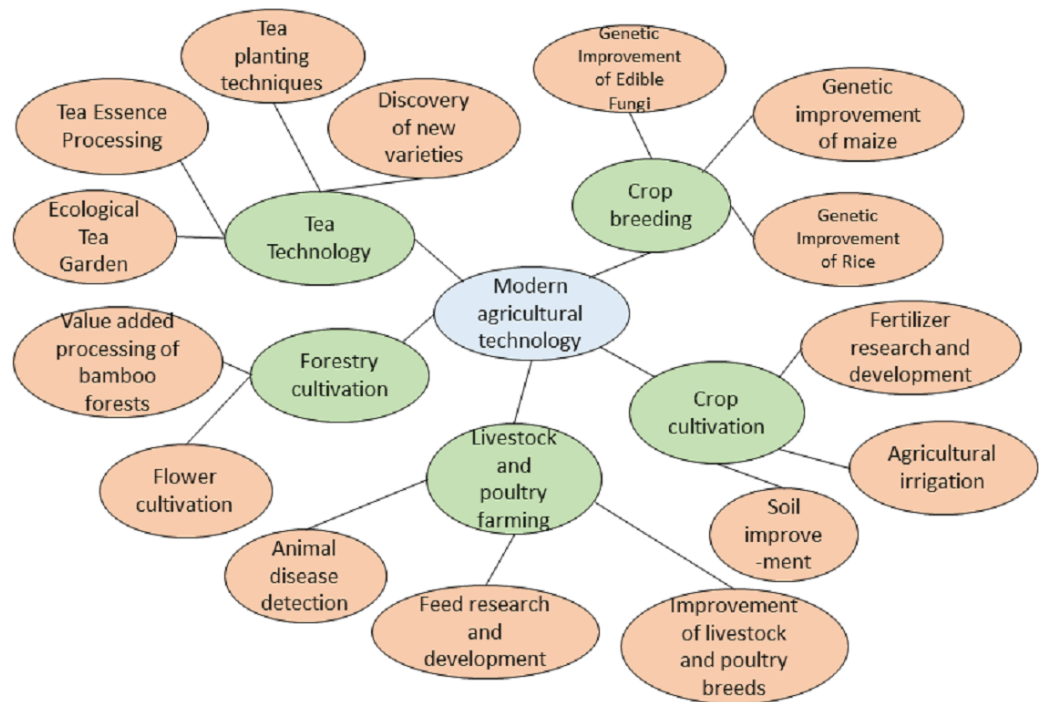 Tea
planting
techniques
Tea Essence
Processing
Discovery
of new
varieties
Ecological
Tea
Garden
Tea
Technology
Genetic
Improvement
of Edible
Fungi
Genetic
improvement
of maize
Crop
breeding
Genetic
Improvement
of Rice
Modern
agricultural
technology
Value added
processing of
bamboo
forests
Forestry
cultivation
Flower
cultivation
Fertilizer
research and
development
Crop
cultivation
Agricultural
irrigation
Soil
improve
-ment
Livestock
and
poultry
farming
Animal
disease
detection
Feed research
and
development
Improvement
of livestock
and poultry
breeds